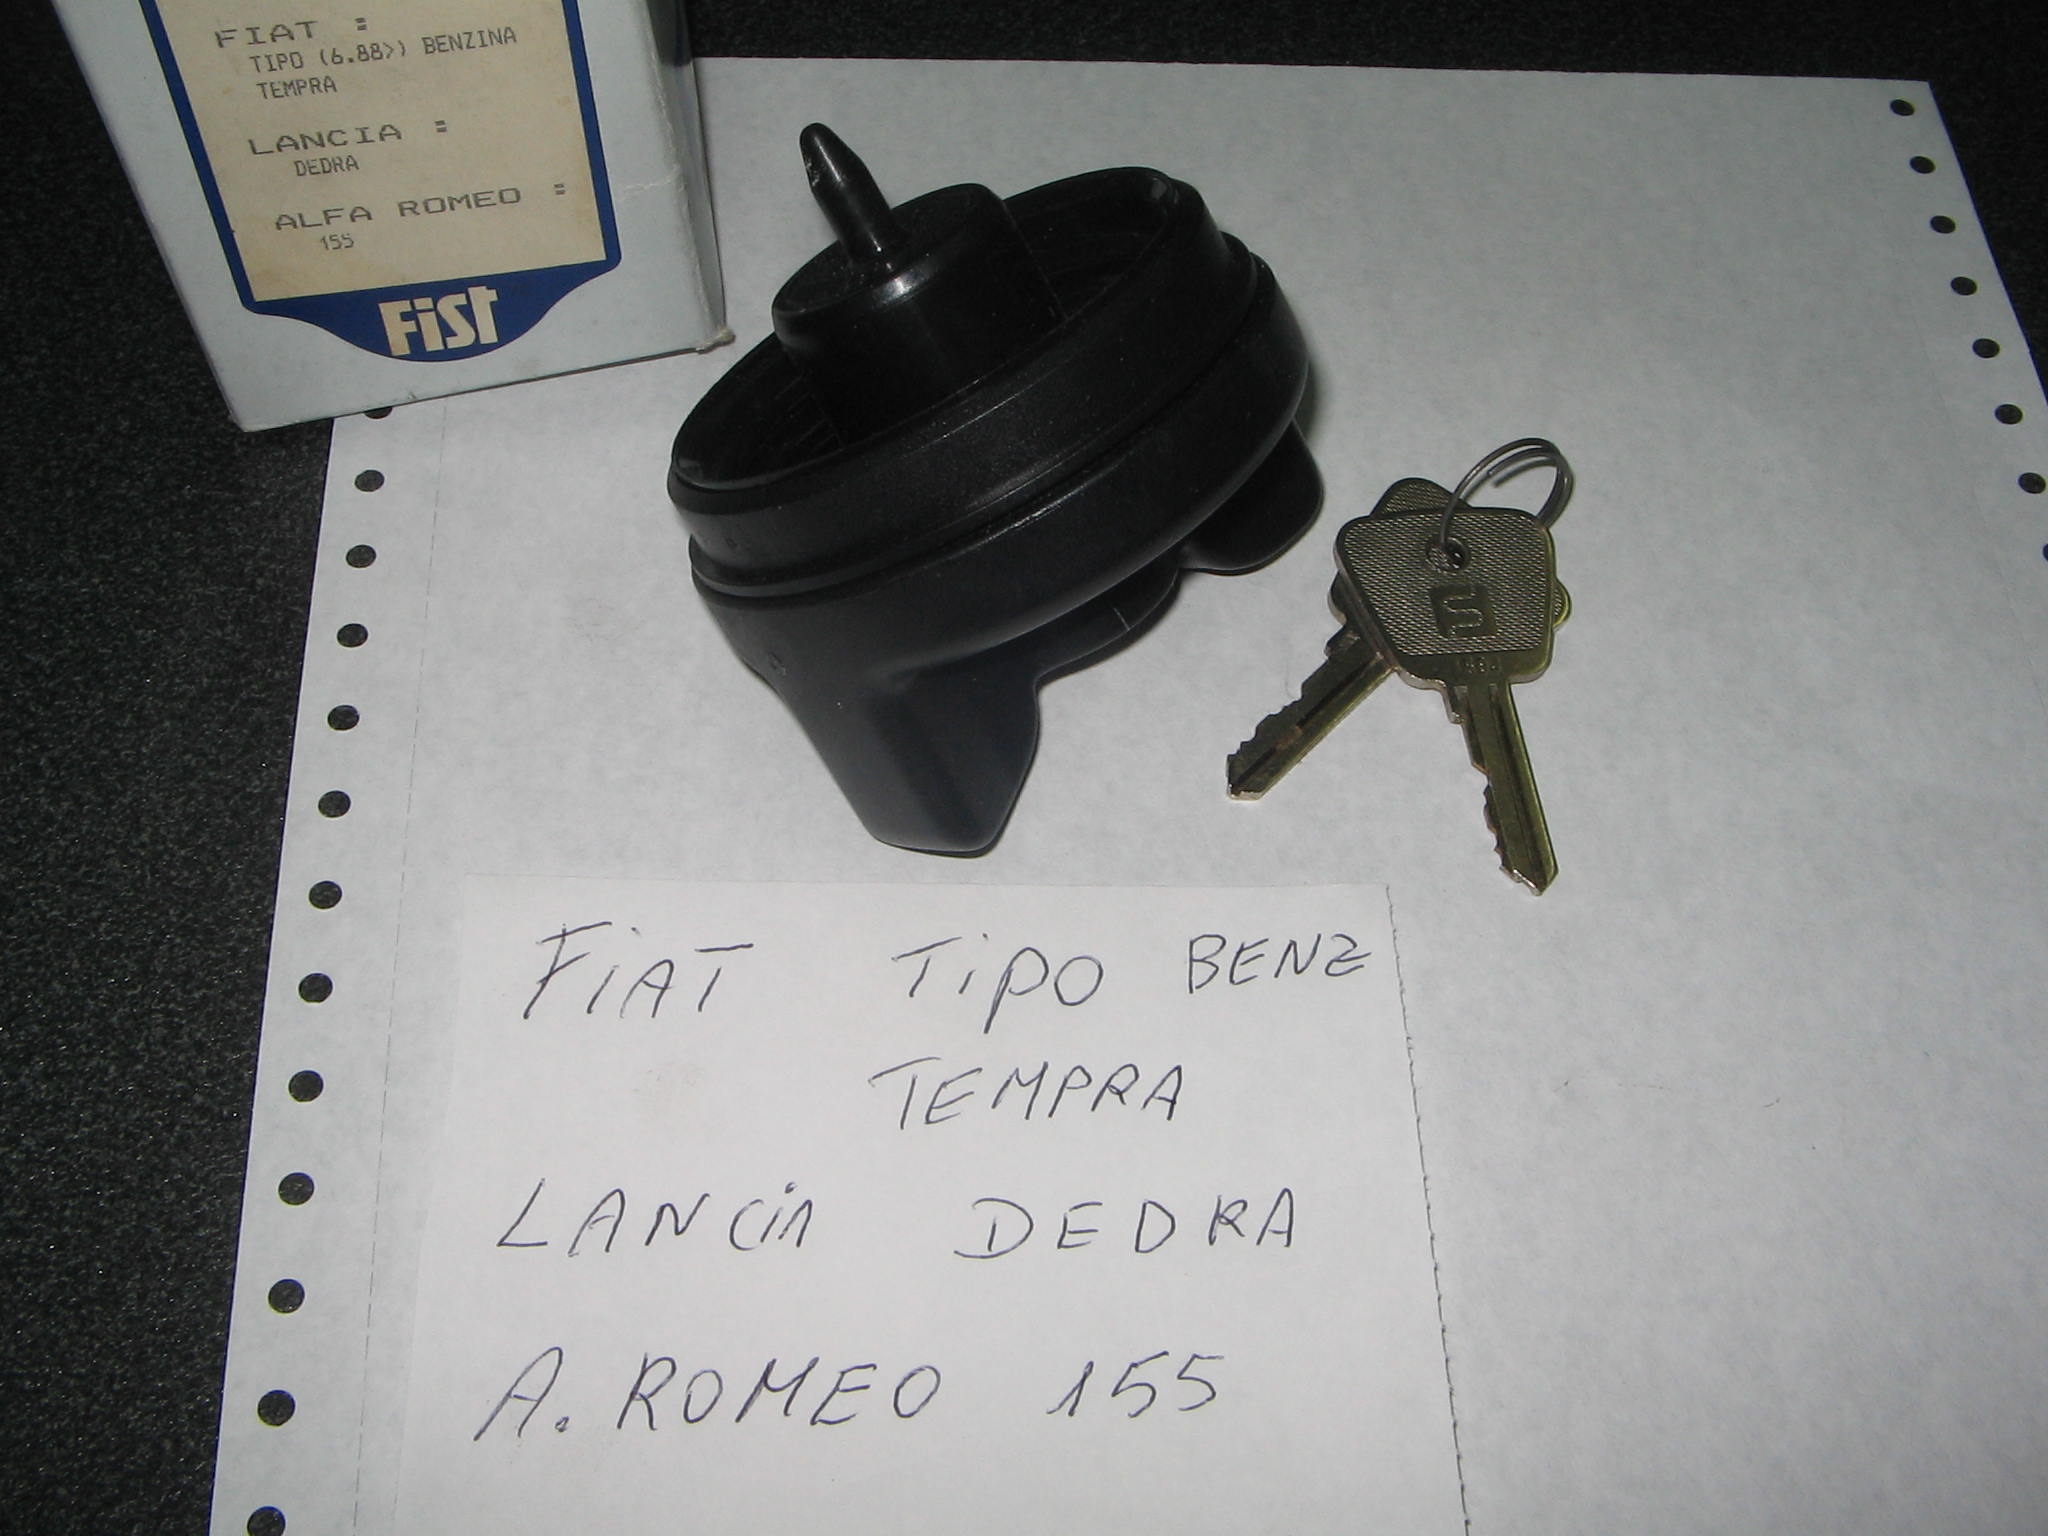 FIAT :
TIPO (6.88>) BENZINA
TEMPRA
LANCIA :
DEDRA
ALFA ROMEO :
155
FiSt
FiAT TiPO BENZ
TEMPRA
LANCiA DEDRA
A. ROMEO 155